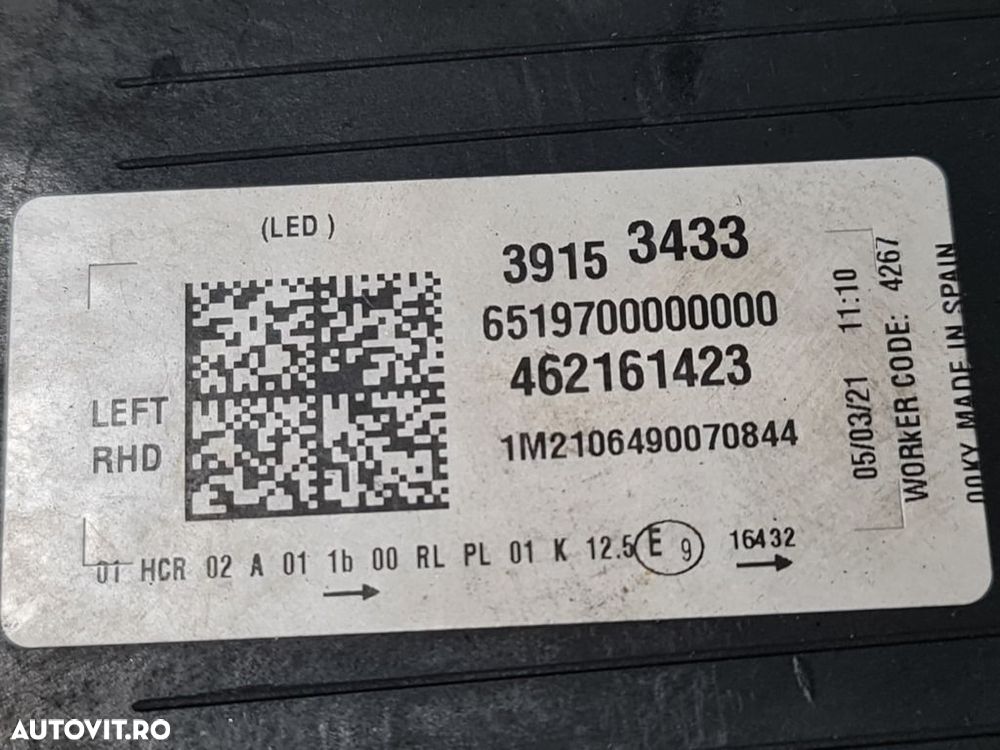 (LED )
3915 3433
6519700000000
462161423
1M2106490070844
LEFT
RHD
01 HCR 02 A 01 1b 00 RL PL 01 K 12.5 E 9 16432
05/03/21 11:10
WORKER CODE: 4267
00KY MADE IN SPAIN
AUTOVIT.RO